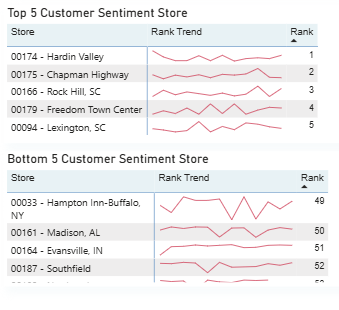 Top 5 Customer Sentiment Store
Store Rank Trend Rank
00174 - Hardin Valley 1
00175 - Chapman Highway 2
00166 - Rock Hill, SC 3
00179 - Freedom Town Center 4
00094 - Lexington, SC 5
Bottom 5 Customer Sentiment Store
Store Rank Trend Rank
00033 - Hampton Inn-Buffalo, 49
NY
00161 - Madison, AL 50
00164 - Evansville, IN 51
00187 - Southfield 52